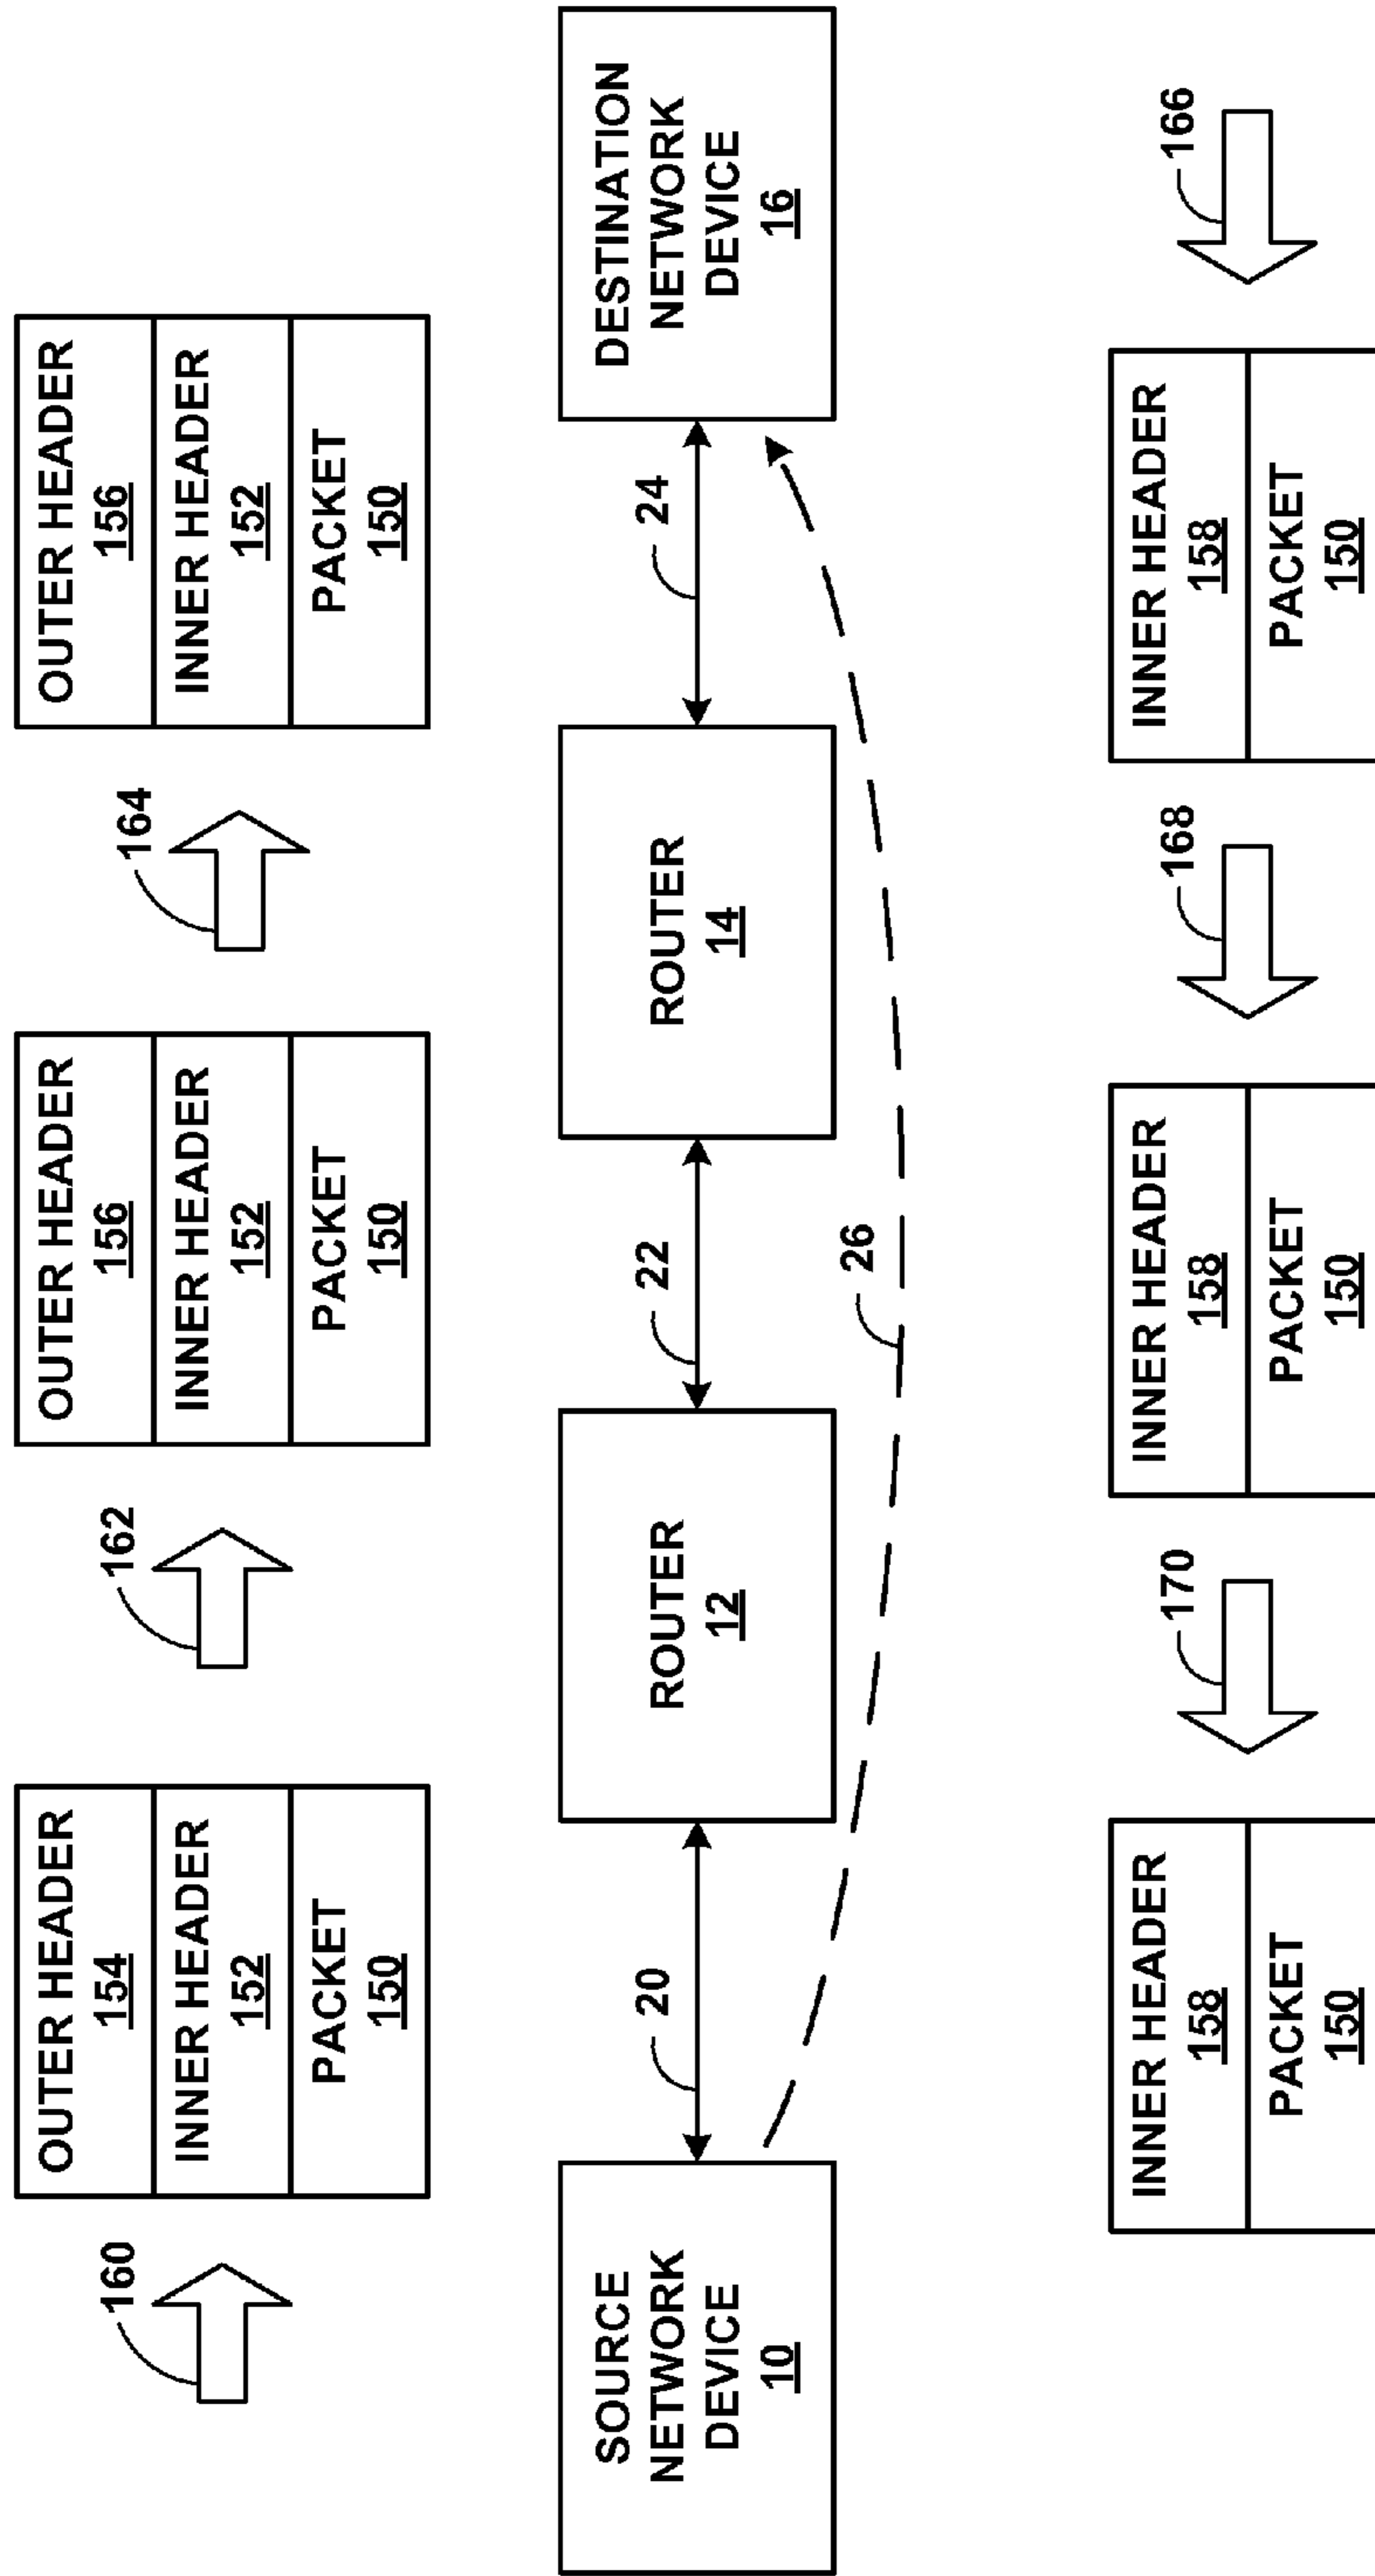 160
OUTER HEADER
154
INNER HEADER
152
PACKET
150
162
OUTER HEADER
156
INNER HEADER
152
PACKET
150
164
OUTER HEADER
156
INNER HEADER
152
PACKET
150
SOURCE
NETWORK
DEVICE
10
20
ROUTER
12
22
ROUTER
14
24
DESTINATION
NETWORK
DEVICE
16
26
INNER HEADER
158
PACKET
150
170
INNER HEADER
158
PACKET
150
168
INNER HEADER
158
PACKET
150
166